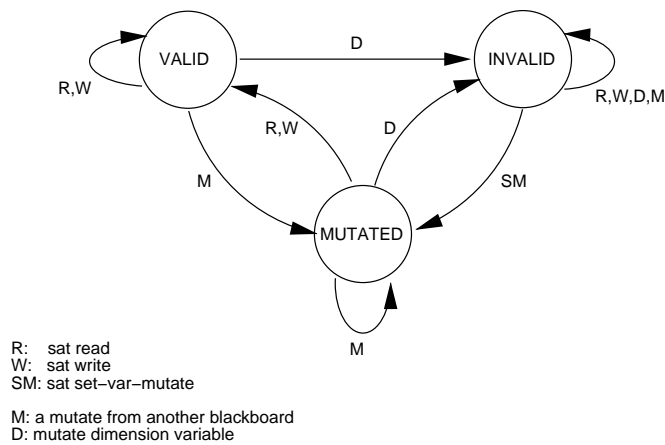 D
VALID
INVALID
R,W
R,W,D,M
R,W
D
M
SM
MUTATED
M
R: sat read
W: sat write
SM: sat set−var−mutate
M: a mutate from another blackboard
D: mutate dimension variable